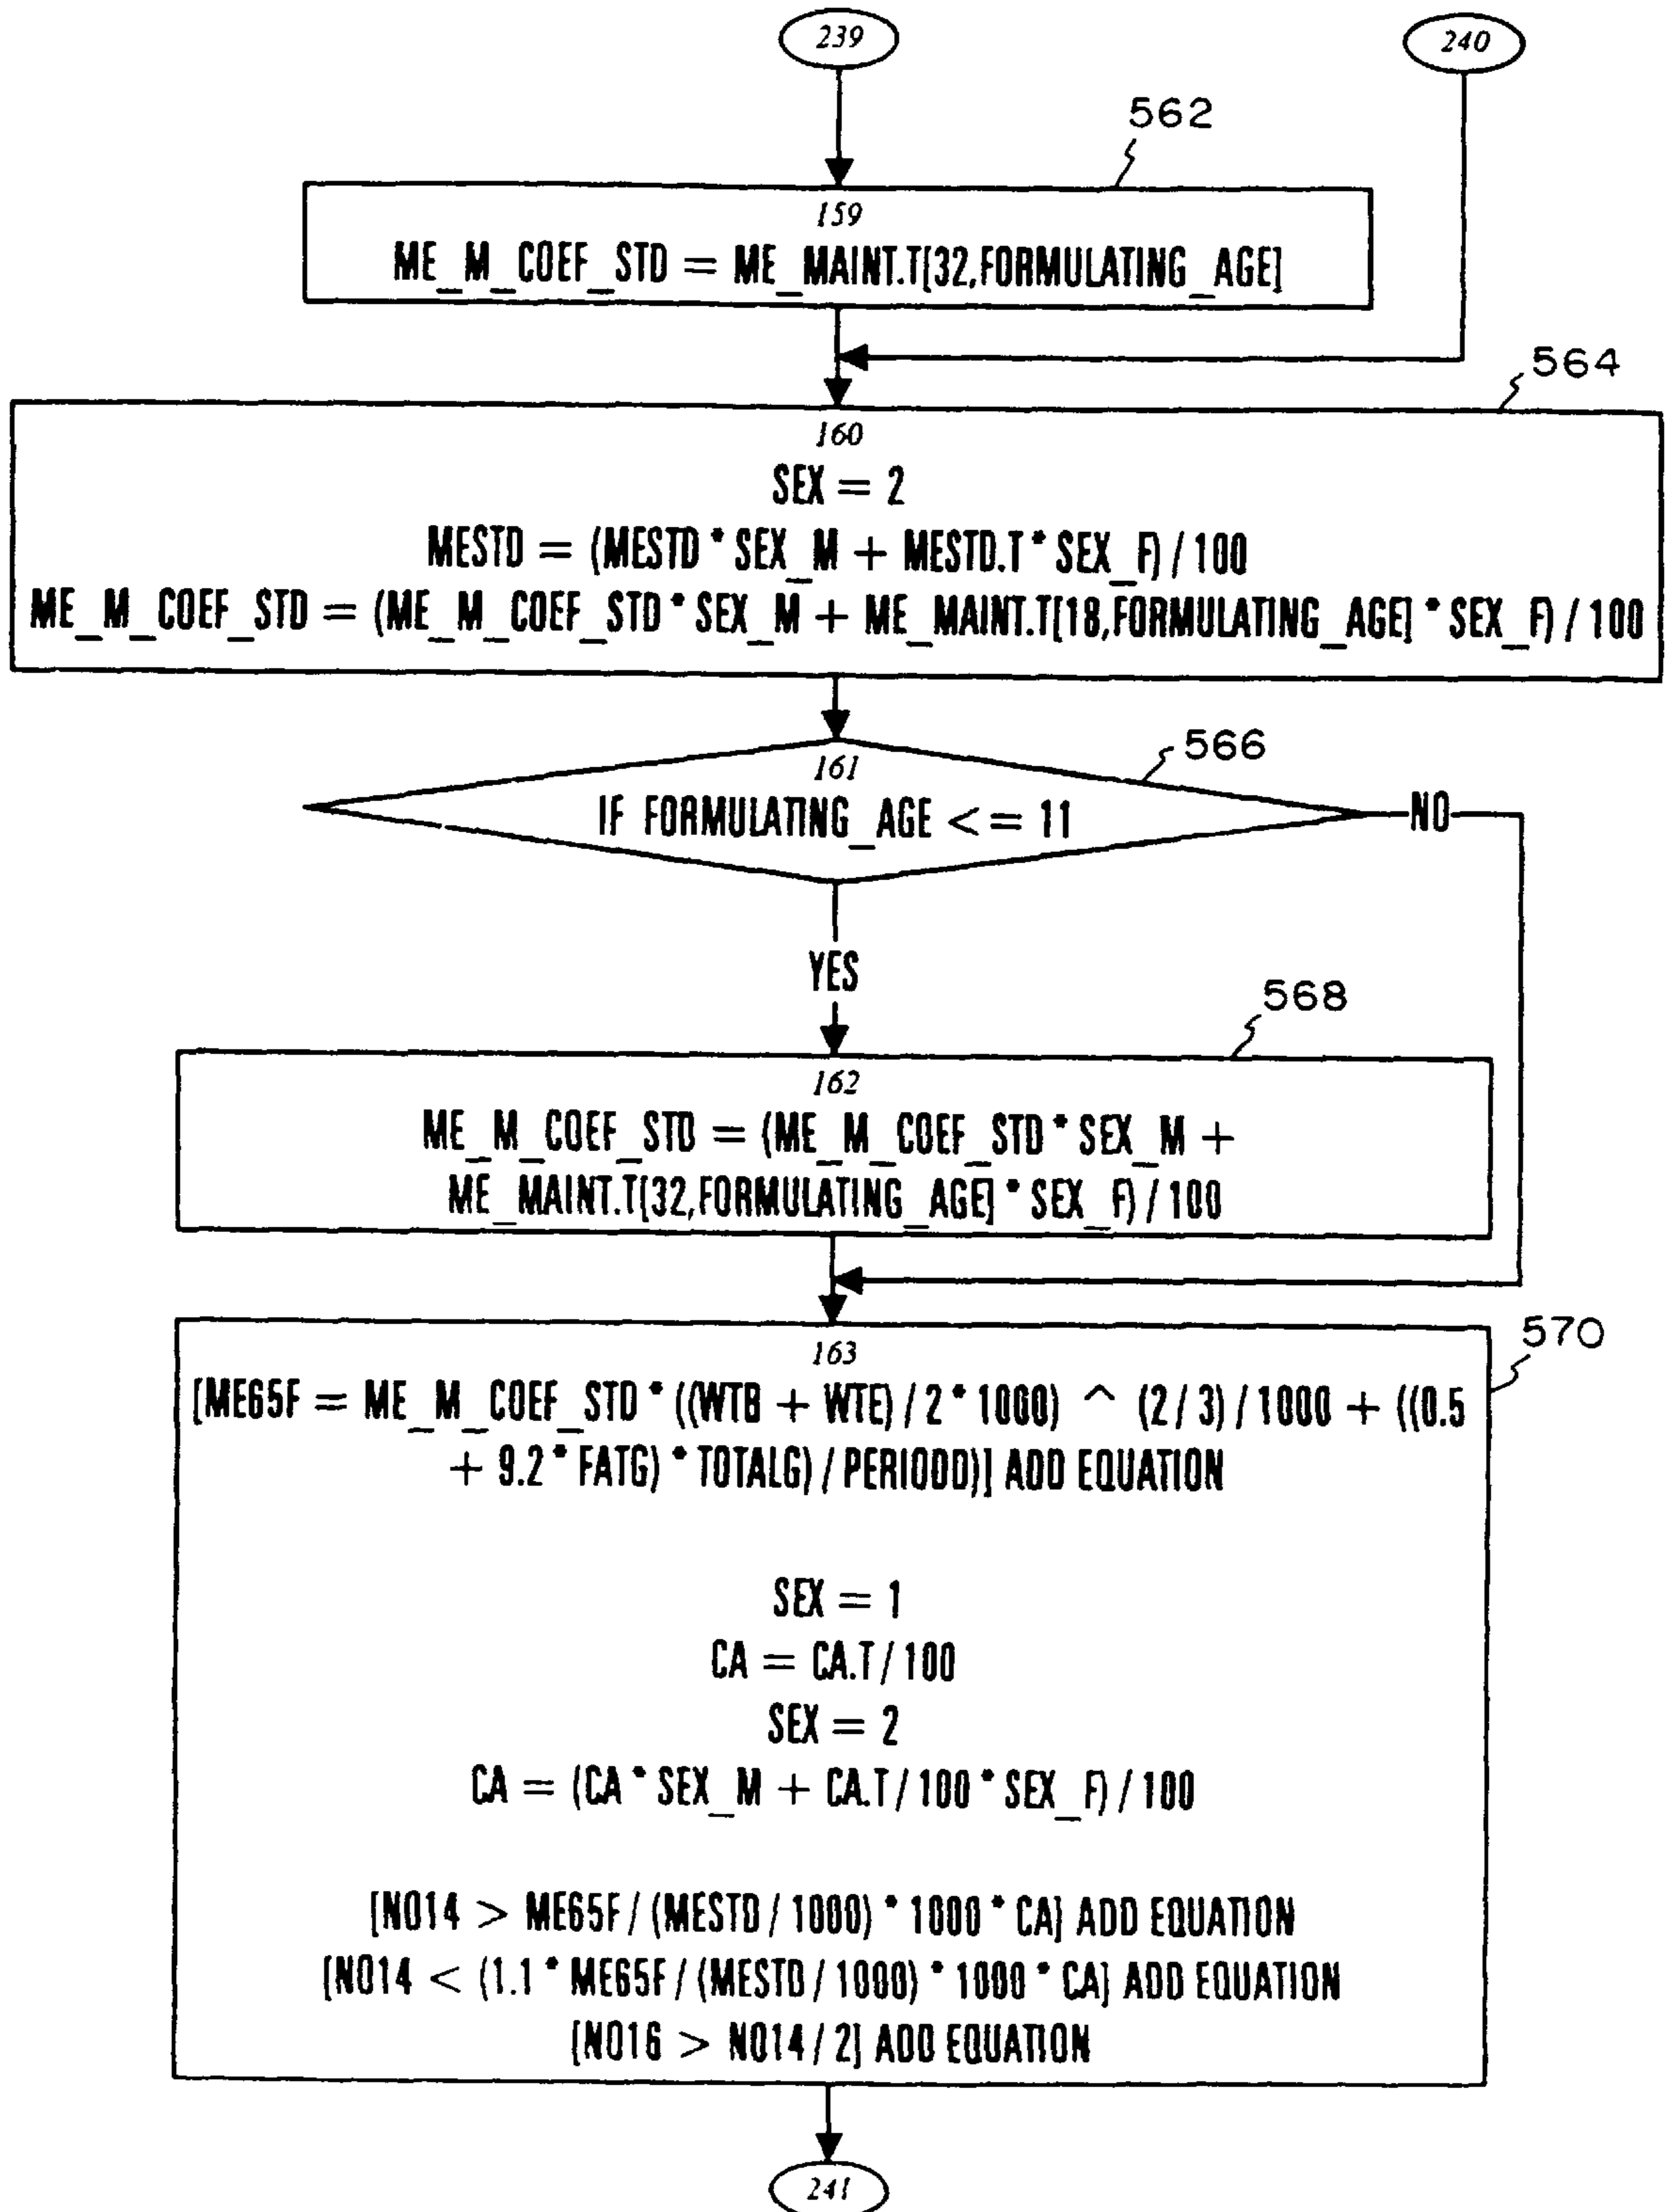 239
240
562
159
ME_M_COEF_STD = ME_MAINT.T[32,FORMULATING_AGE]
564
160
SEX = 2
MESTD = (MESTD * SEX_M + MESTD.T * SEX_F) / 100
ME_M_COEF_STD = (ME_M_COEF_STD * SEX_M + ME_MAINT.T[18,FORMULATING_AGE] * SEX_F) / 100
566
161
IF FORMULATING_AGE <= 11
NO
YES
568
162
ME_M_COEF_STD = (ME_M_COEF_STD * SEX_M +
ME_MAINT.T[32,FORMULATING_AGE] * SEX_F) / 100
570
163
[ME65F = ME_M_COEF_STD * ((WTB + WTE) / 2 * 1000) ^ (2 / 3) / 1000 + ((0.5
+ 9.2 * FATG) * TOTALG) / PERIODD)] ADD EQUATION
SEX = 1
CA = CA.T / 100
SEX = 2
CA = (CA * SEX_M + CA.T / 100 * SEX_F) / 100
[NO14 > ME65F / (MESTD / 1000) * 1000 * CA] ADD EQUATION
[NO14 < (1.1 * ME65F / (MESTD / 1000) * 1000 * CA] ADD EQUATION
[NO16 > NO14 / 2] ADD EQUATION
241